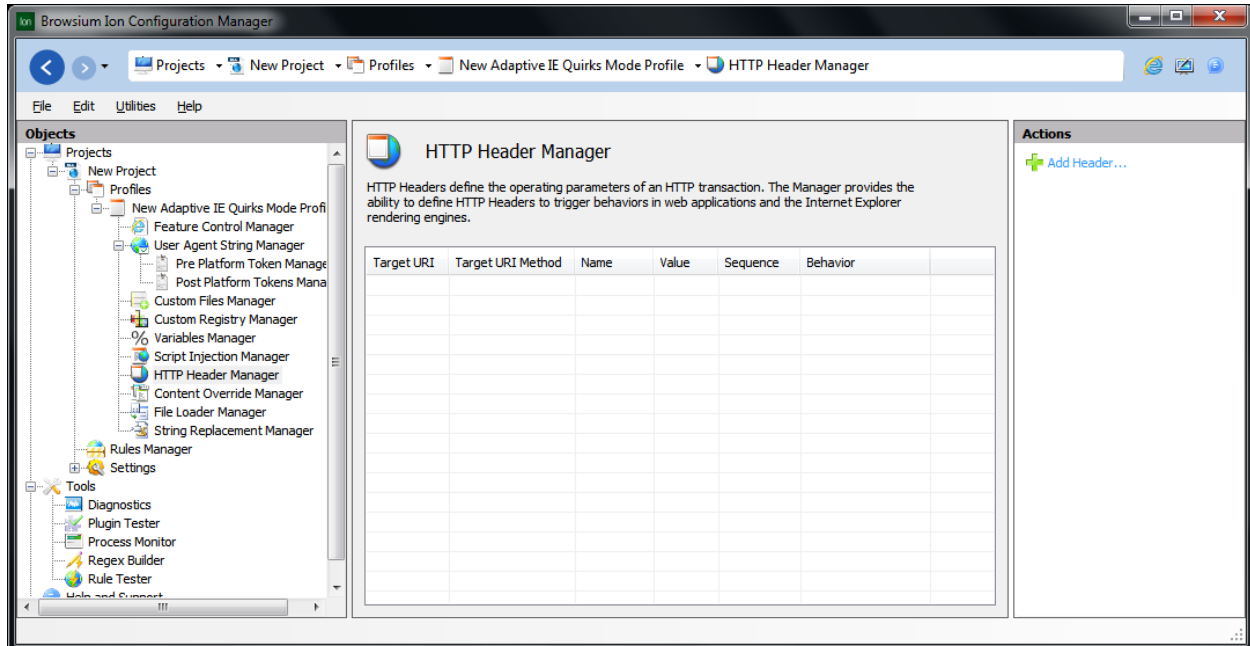 Ion Browsium Ion Configuration Manager
Projects New Project Profiles New Adaptive IE Quirks Mode Profile HTTP Header Manager
File Edit Utilities Help
Objects
Projects
New Project
Profiles
New Adaptive IE Quirks Mode Profi
Feature Control Manager
User Agent String Manager
Pre Platform Token Manage
Post Platform Tokens Mana
Custom Files Manager
Custom Registry Manager
Variables Manager
Script Injection Manager
HTTP Header Manager
Content Override Manager
File Loader Manager
String Replacement Manager
Rules Manager
Settings
Tools
Diagnostics
Plugin Tester
Process Monitor
Regex Builder
Rule Tester
Help and Support
HTTP Header Manager
HTTP Headers define the operating parameters of an HTTP transaction. The Manager provides the
ability to define HTTP Headers to trigger behaviors in web applications and the Internet Explorer
rendering engines.
Target URI Target URI Method Name Value Sequence Behavior
Actions
Add Header...